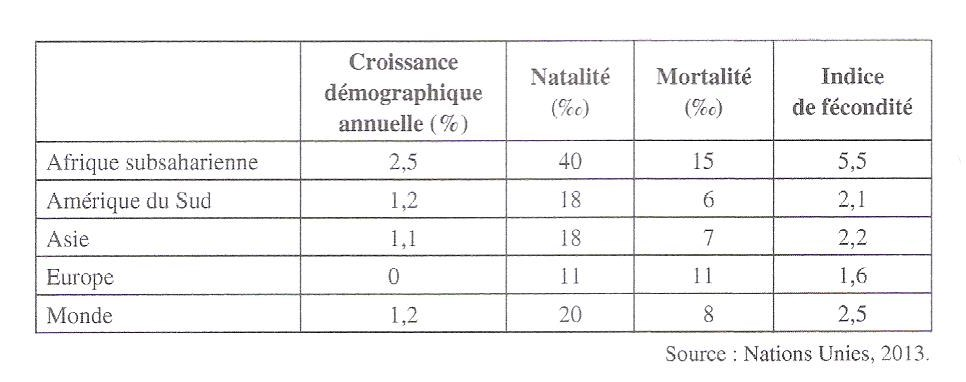 Croissance
démographique
annuelle (%)
Natalité
(‰)
Mortalité
(‰)
Indice
de fécondité
Afrique subsaharienne 2,5 40 15 5,5
Amérique du Sud 1,2 18 6 2,1
Asie 1,1 18 7 2,2
Europe 0 11 11 1,6
Monde 1,2 20 8 2,5
Source : Nations Unies, 2013.